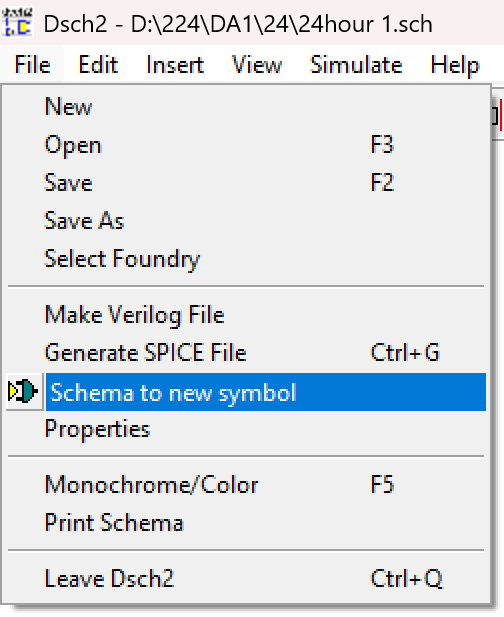 Dsch2 - D:\224\DA1\24\24hour 1.sch
File Edit Insert View Simulate Help
New
Open F3
Save F2
Save As
Select Foundry
Make Verilog File
Generate SPICE File Ctrl+G
Schema to new symbol
Properties
Monochrome/Color F5
Print Schema
Leave Dsch2 Ctrl+Q